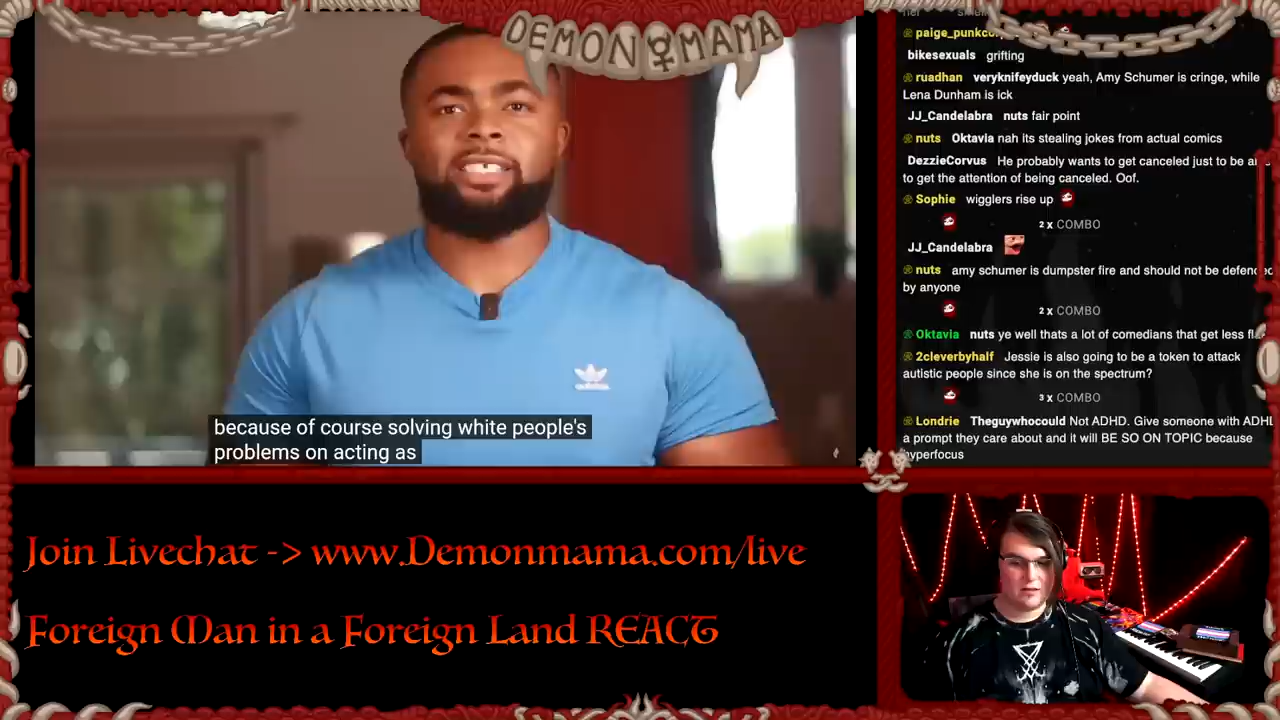 DEMON MAMA
adidas
because of course solving white people's
problems on acting as
paige_punkco
bikesexuals grifting
ruadhan veryknifeyduck yeah, Amy Schumer is cringe, while
Lena Dunham is ick
JJ_Candelabra nuts fair point
nuts Oktavia nah its stealing jokes from actual comics
DezzieCorvus He probably wants to get canceled just to be a
to get the attention of being canceled. Oof.
Sophie wigglers rise up
2 x COMBO
JJ_Candelabra
nuts amy schumer is dumpster fire and should not be defended
by anyone
2 x COMBO
Oktavia nuts ye well thats a lot of comedians that get less fla
2cleverbyhalf Jessie is also going to be a token to attack
autistic people since she is on the spectrum?
3 x COMBO
Londrie Theguywhocould Not ADHD. Give someone with ADHD
a prompt they care about and it will BE SO ON TOPIC because
hyperfocus
Join Livechat -> www.Demonmama.com/live
Foreign Man in a Foreign Land REACT